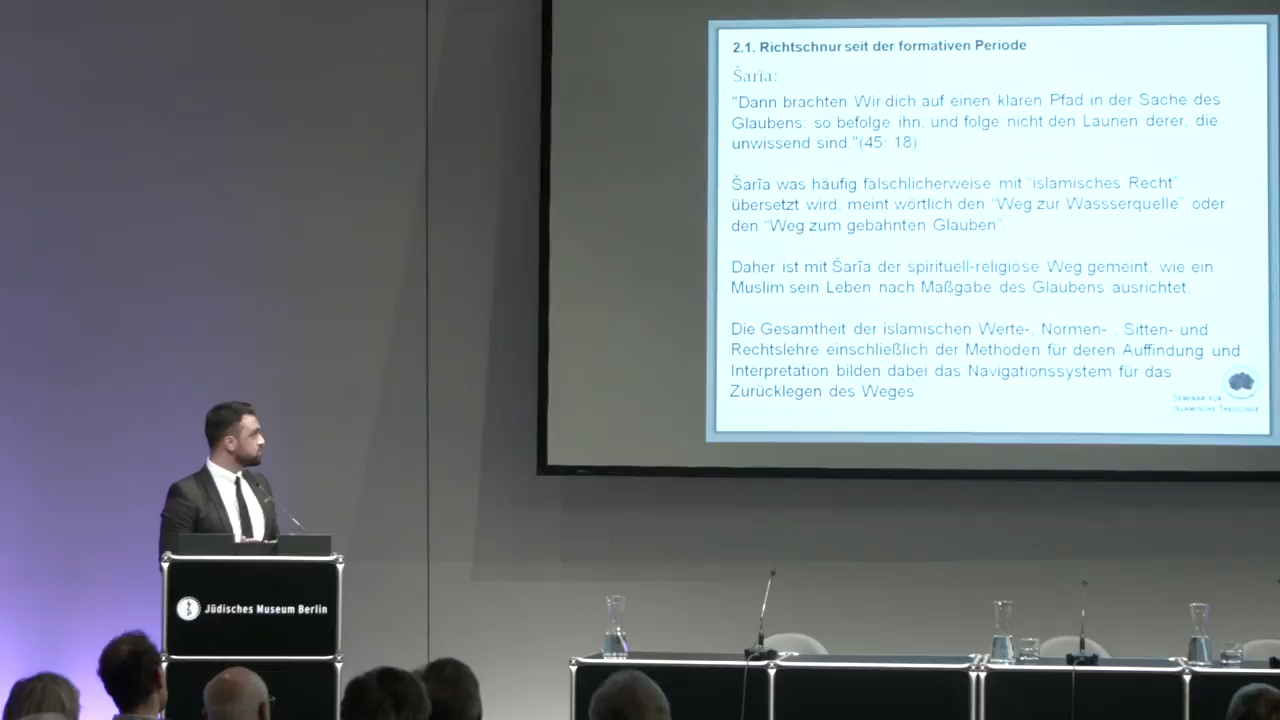 2.1. Richtschnur seit der formativen Periode
Šarīa:
"Dann brachten Wir dich auf einen klaren Pfad in der Sache des
Glaubens: so befolge ihn, und folge nicht den Launen derer, die
unwissend sind."(45: 18)
Šarīa was häufig fälschlicherweise mit “islamisches Recht”
übersetzt wird, meint wörtlich den “Weg zur Wassserquelle” oder
den “Weg zum gebahnten Glauben”.
Daher ist mit Šarīa der spirituell-religiöse Weg gemeint, wie ein
Muslim sein Leben nach Maßgabe des Glaubens ausrichtet.
Die Gesamtheit der islamischen Werte-, Normen- , Sitten- und
Rechtslehre einschließlich der Methoden für deren Auffindung und
Interpretation bilden dabei das Navigationssystem für das
Zurücklegen des Weges
Seminar für
Islamische Theologie
Jüdisches Museum Berlin